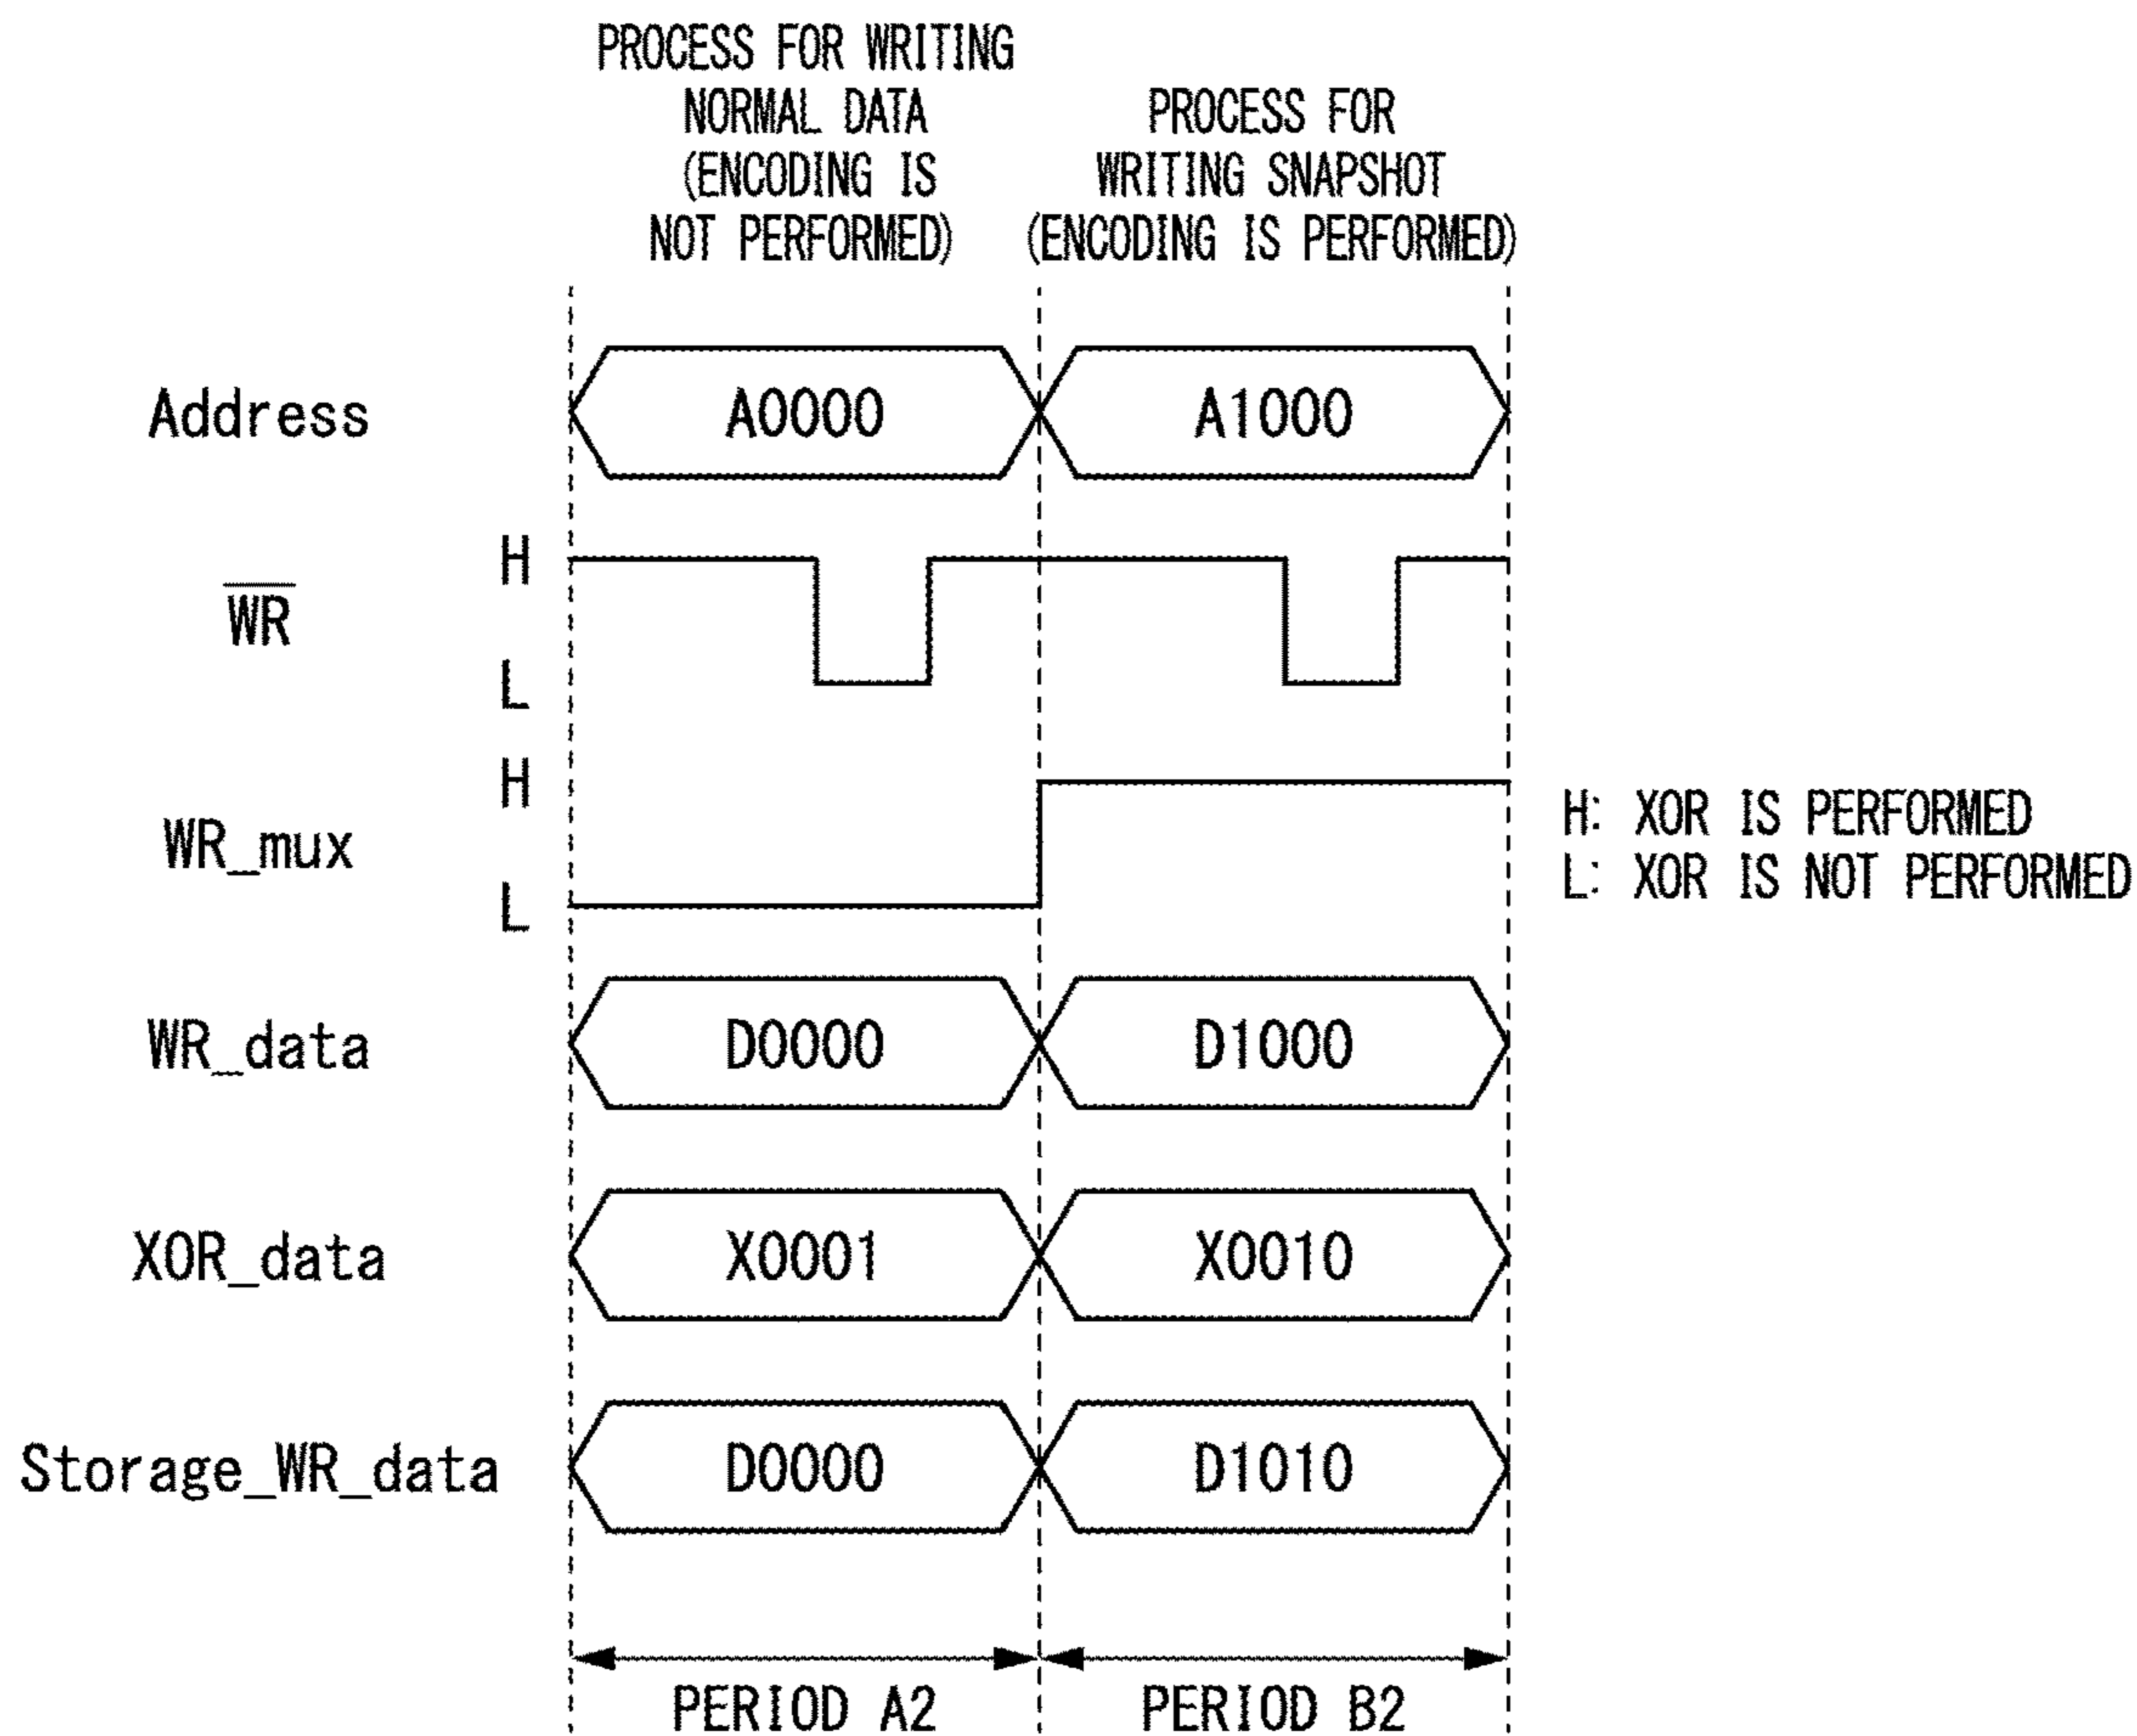 PROCESS FOR WRITING
NORMAL DATA
(ENCODING IS
NOT PERFORMED)
PROCESS FOR
WRITING SNAPSHOT
(ENCODING IS PERFORMED)
Address
A0000
A1000
H
W̅R̅
L
H
WR_mux
L
H: XOR IS PERFORMED
L: XOR IS NOT PERFORMED
WR_data
D0000
D1000
XOR_data
X0001
X0010
Storage_WR_data
D0000
D1010
PERIOD A2
PERIOD B2